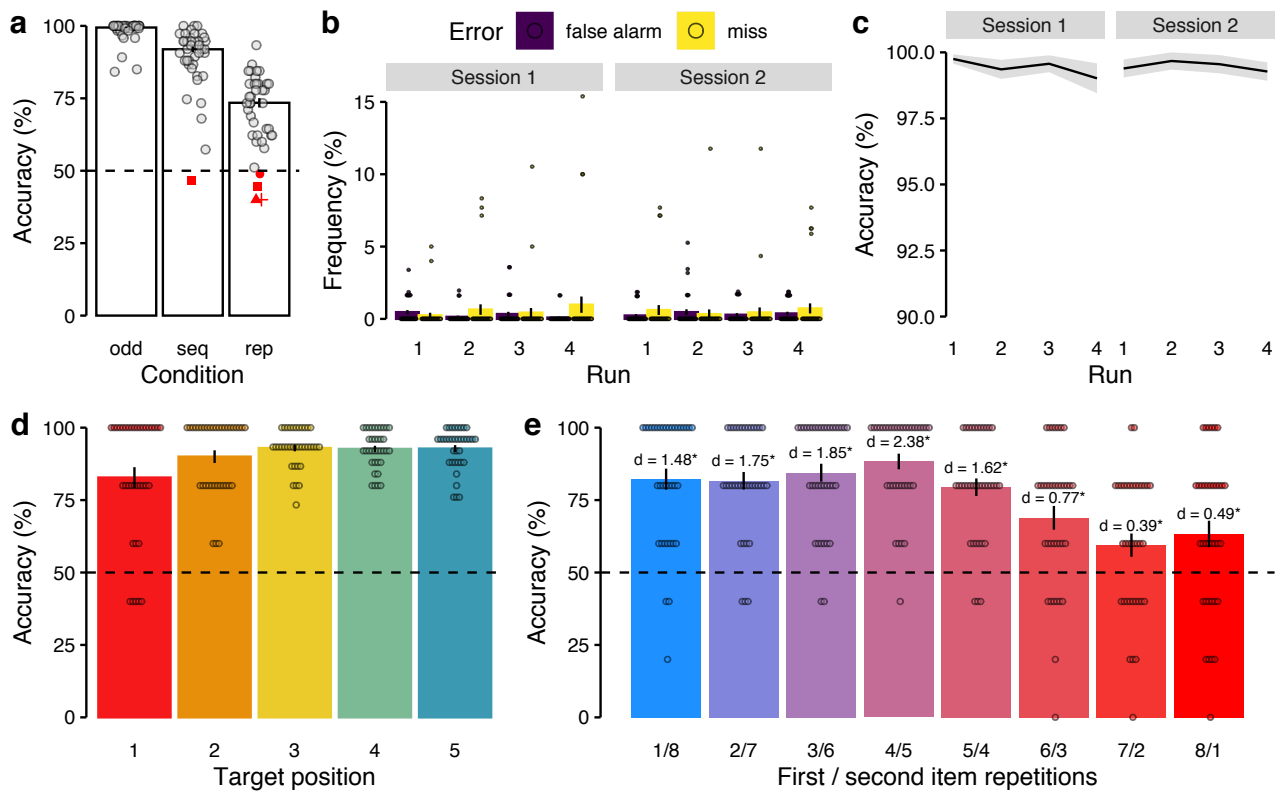 a
Accuracy (%)
100
75
50
25
0
odd seq rep
Condition
b
Error false alarm miss
Session 1 Session 2
Frequency (%)
15
10
5
0
1 2 3 4 1 2 3 4
Run
c
Session 1 Session 2
Accuracy (%)
100.0
97.5
95.0
92.5
90.0
1 2 3 4 1 2 3 4
Run
d
Accuracy (%)
100
75
50
25
0
1 2 3 4 5
Target position
e
Accuracy (%)
100
75
50
25
0
d = 1.48* d = 1.75* d = 1.85* d = 2.38* d = 1.62* d = 0.77* d = 0.39* d = 0.49*
1/8 2/7 3/6 4/5 5/4 6/3 7/2 8/1
First / second item repetitions